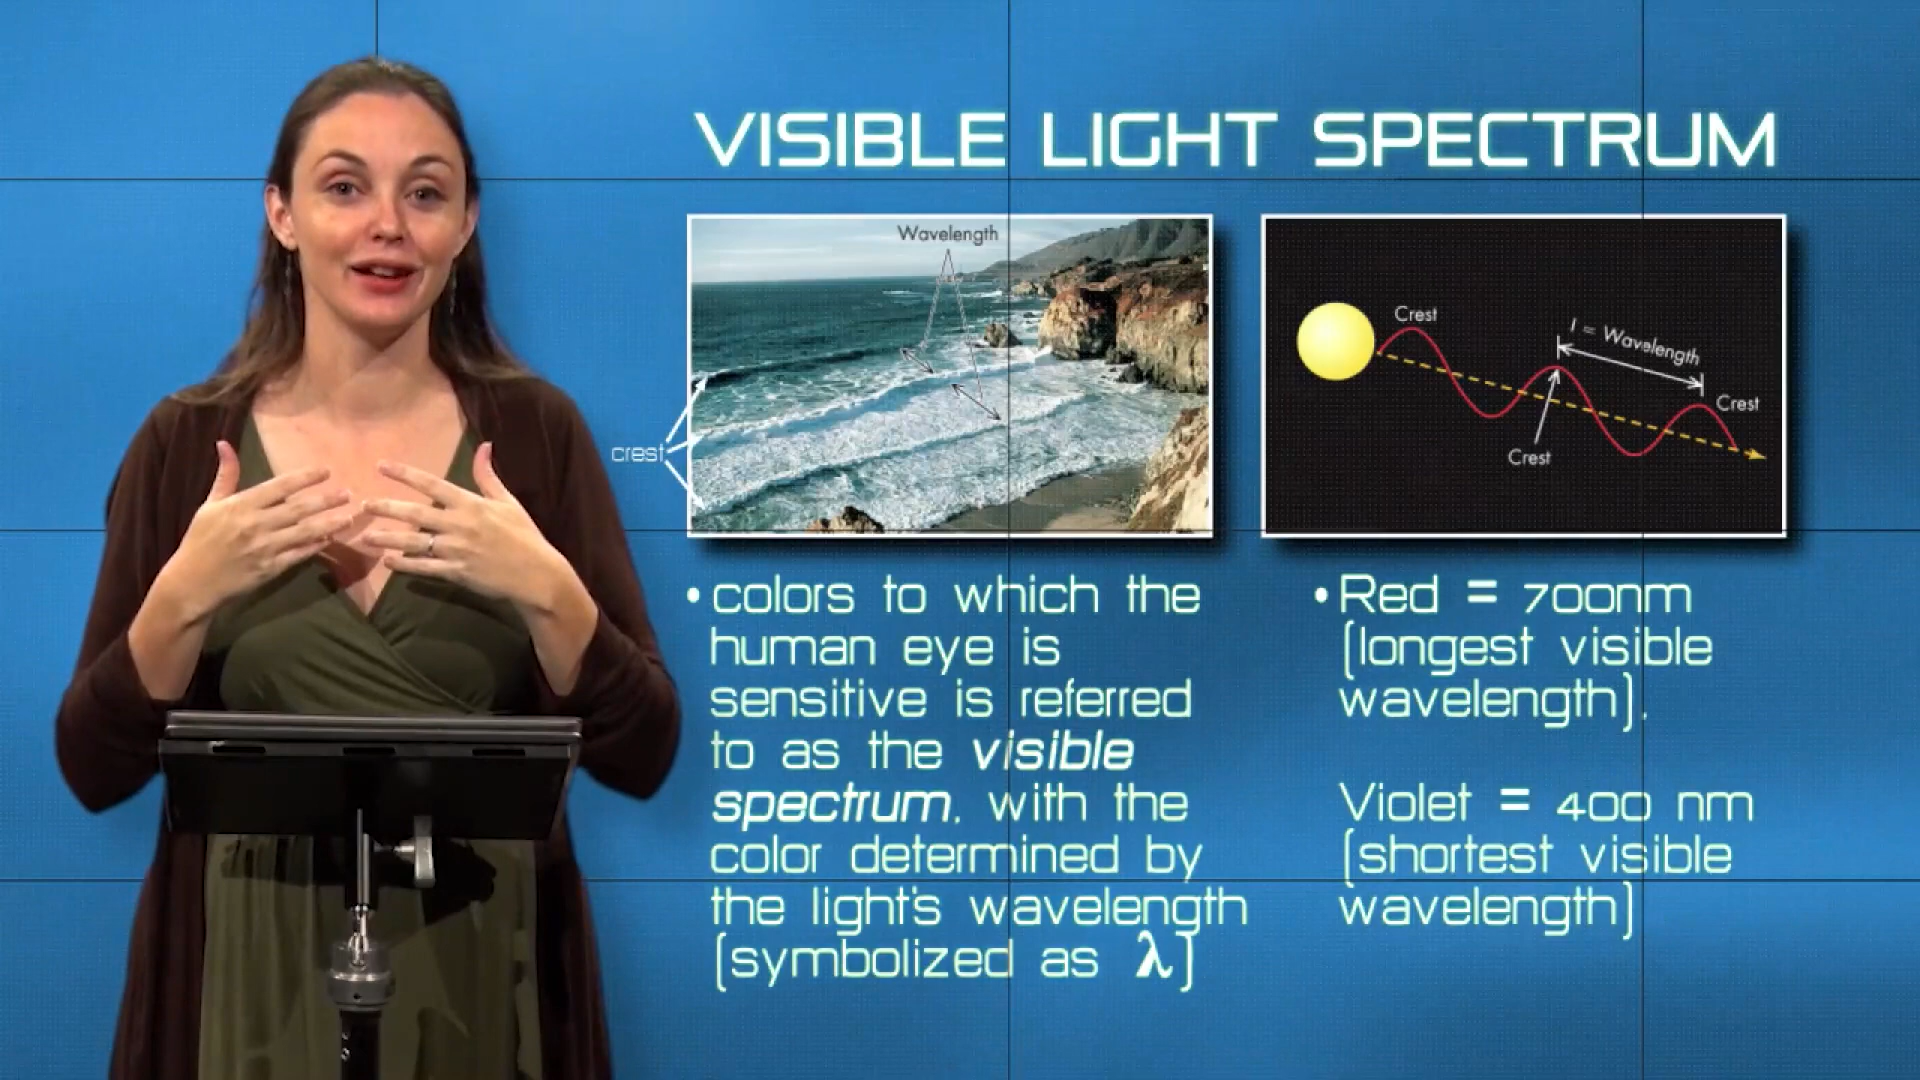 VISIBLE LIGHT SPECTRUM
Wavelength
crest
Crest
l = Wavelength
Crest
Crest
• colors to which the
human eye is
sensitive is referred
to as the visible
spectrum, with the
color determined by
the light's wavelength
(symbolized as λ)
• Red = 700nm
(longest visible
wavelength),
Violet = 400 nm
(shortest visible
wavelength)